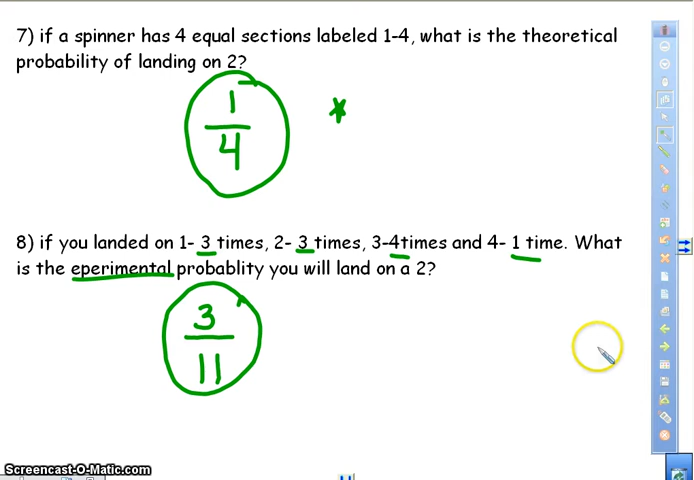 7) if a spinner has 4 equal sections labeled 1-4, what is the theoretical
probability of landing on 2?
1
4
*
8) if you landed on 1- 3 times, 2- 3 times, 3-4times and 4- 1 time. What
is the eperimental probablity you will land on a 2?
3
11
Screencast-O-Matic.com